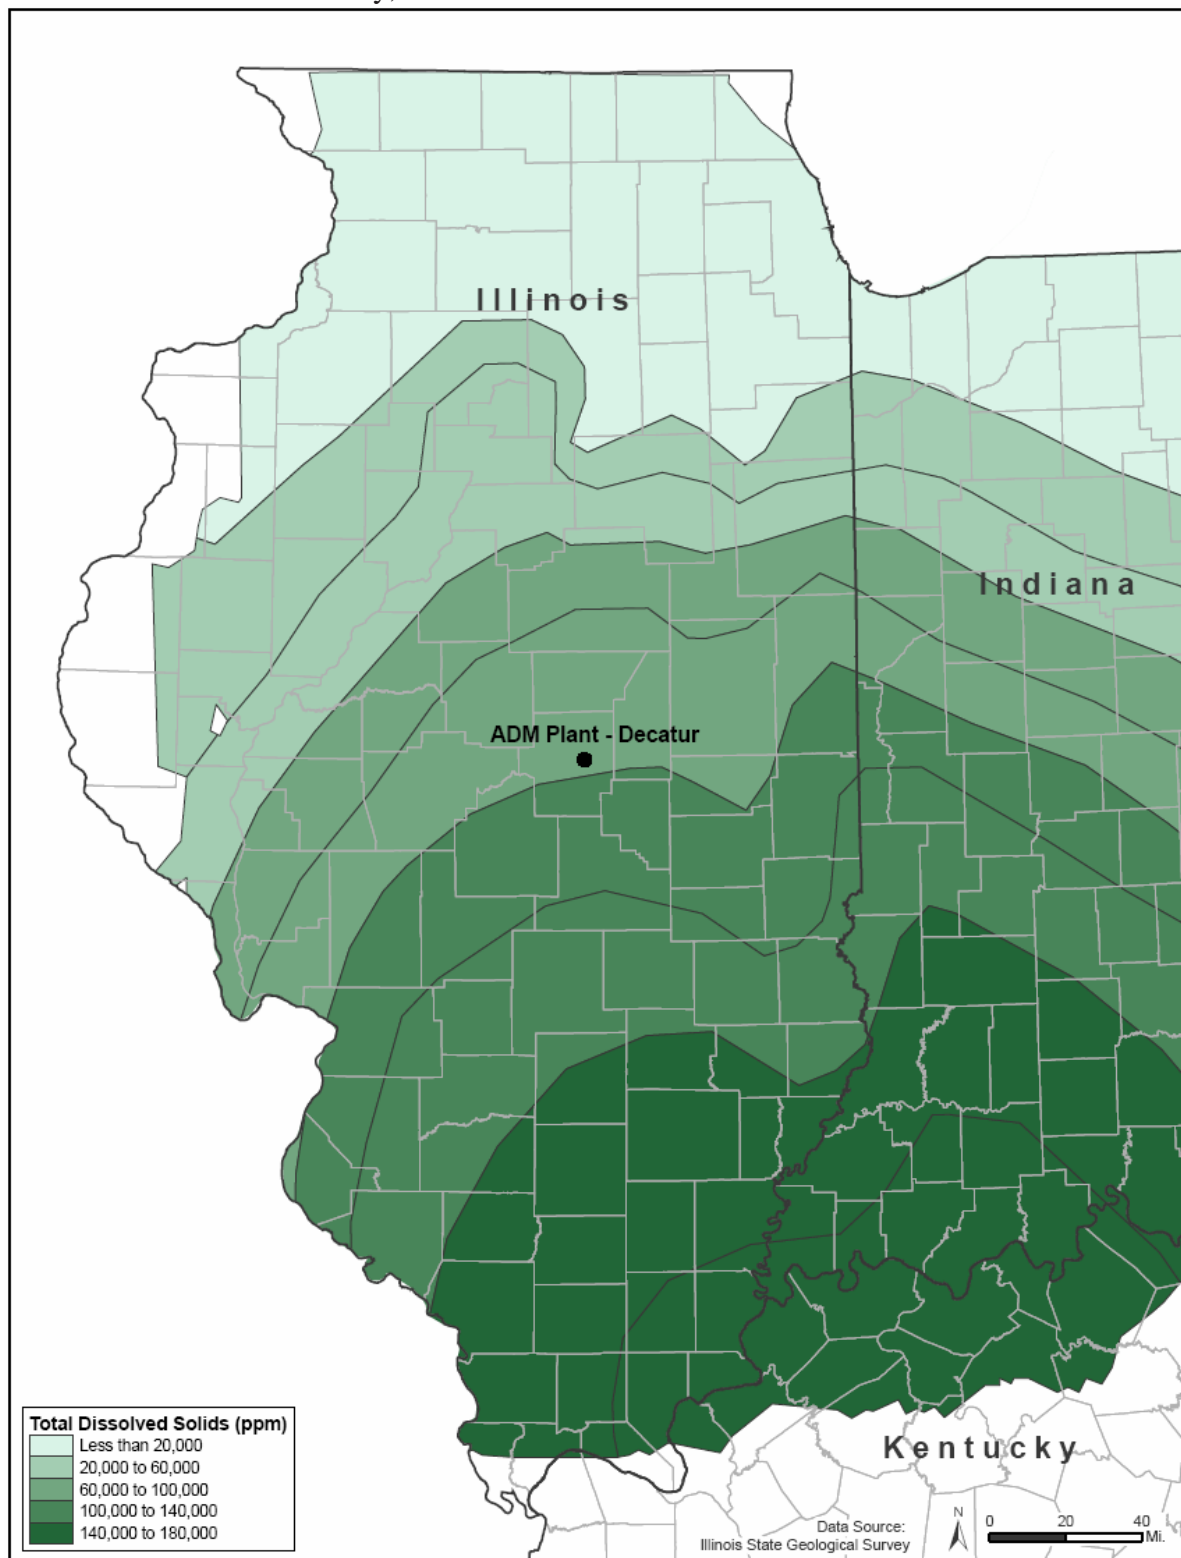 Illinois
Indiana
ADM Plant - Decatur
Total Dissolved Solids (ppm)
Less than 20,000
20,000 to 60,000
60,000 to 100,000
100,000 to 140,000
140,000 to 180,000
Kentucky
Data Source:
Illinois State Geological Survey
N
0 20 40
Mi.